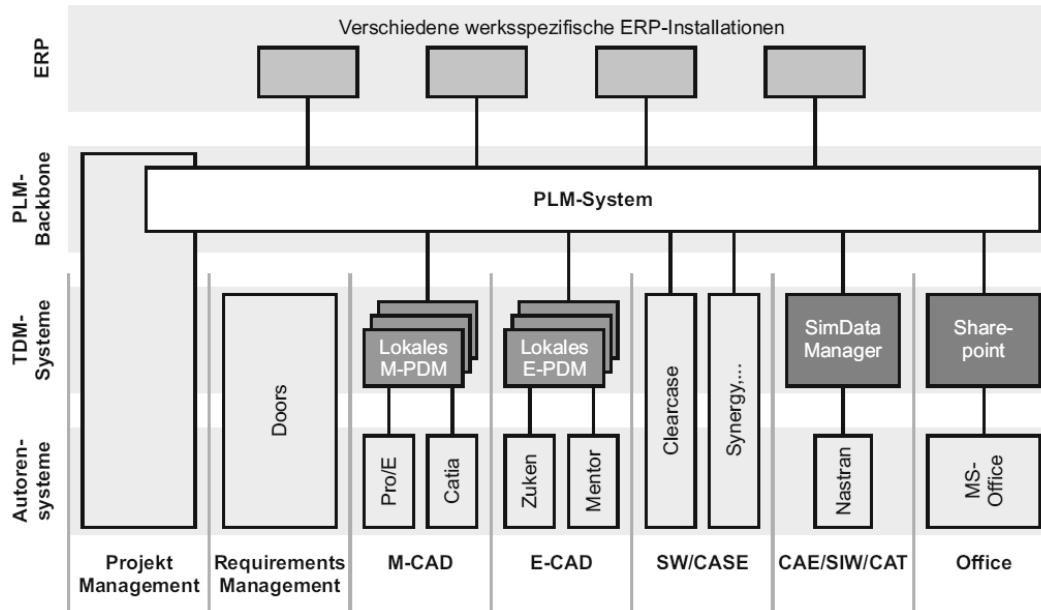 Verschiedene werksspezifische ERP-Installationen
ERP
PLM-
Backbone
PLM-System
TDM-
Systeme
Doors
Lokales
M-PDM
Lokales
E-PDM
Clearcase
Synergy,...
SimData
Manager
Share-
point
Autoren-
systeme
Pro/E
Catia
Zuken
Mentor
Nastran
MS-
Office
Projekt
Management
Requirements
Management
M-CAD
E-CAD
SW/CASE
CAE/SIW/CAT
Office